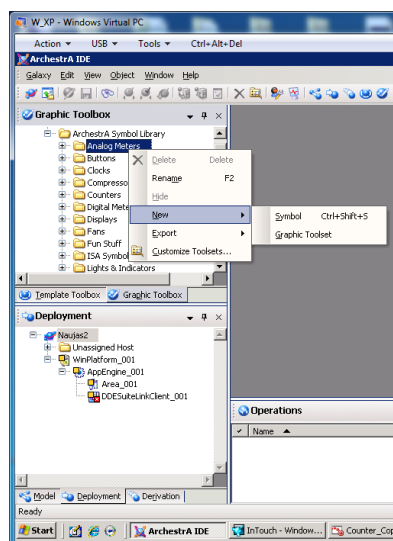 W_XP - Windows Virtual PC
Action USB Tools Ctrl+Alt+Del
ArchestrA IDE
Galaxy Edit View Object Window Help
Graphic Toolbox
ArchestrA Symbol Library
Analog Meters
Buttons
Clocks
Compresso
Counters
Digital Mete
Displays
Fans
Fun Stuff
ISA Symbol
Lights & Indicators
Delete Delete
Rename F2
Hide
New
Export
Customize Toolsets...
Symbol Ctrl+Shift+S
Graphic Toolset
Template Toolbox Graphic Toolbox
Deployment
Naujas2
Unassigned Host
WinPlatform_001
AppEngine_001
Area_001
DDESuiteLinkClient_001
Operations
Name
Model Deployment Derivation
Ready
Start ArchestrA IDE InTouch - Window... Counter_Cop